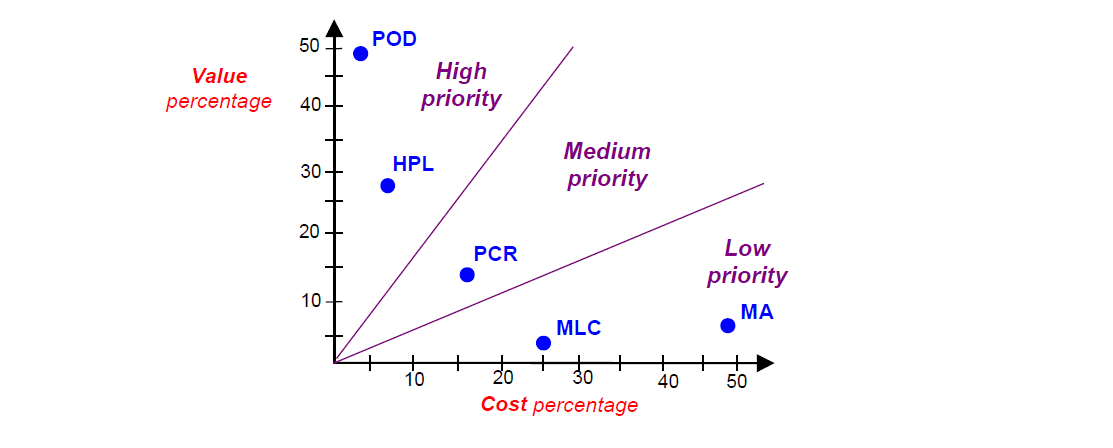 50
POD
Value
percentage
High
priority
40
Medium
priority
HPL
30
20
PCR
Low
priority
10
MLC
MA
10
20
30
40
50
Cost percentage